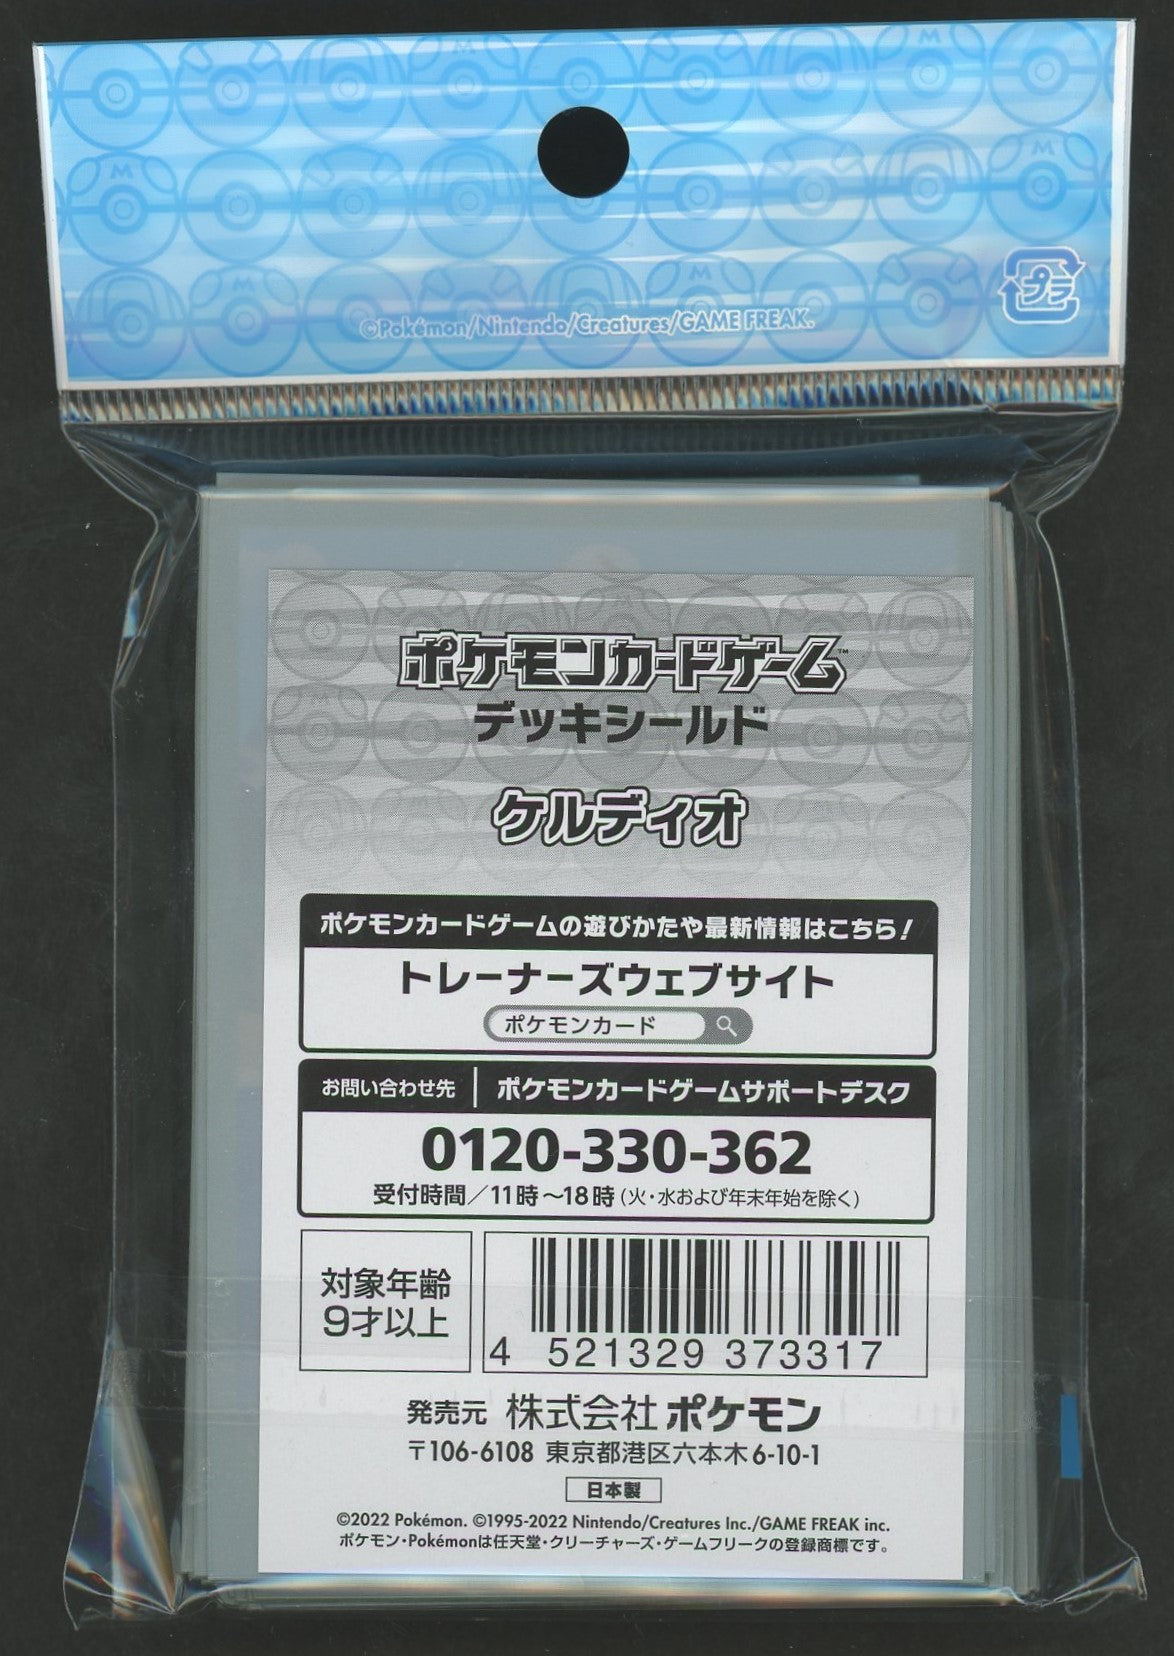 ©Pokémon/Nintendo/Creatures/GAME FREAK.
プラ
ポケモンカードゲーム™
デッキシールド
ケルディオ
ポケモンカードゲームの遊びかたや最新情報はこちら!
トレーナーズウェブサイト
ポケモンカード
お問い合わせ先 | ポケモンカードゲームサポートデスク
0120-330-362
受付時間/11時~18時(火・水および年末年始を除く)
対象年齢
9才以上
4 521329 373317
発売元 株式会社ポケモン
〒106-6108 東京都港区六本木6-10-1
日本製
©2022 Pokémon. ©1995-2022 Nintendo/Creatures Inc./GAME FREAK inc.
ポケモン・Pokémonは任天堂・クリーチャーズ・ゲームフリークの登録商標です。